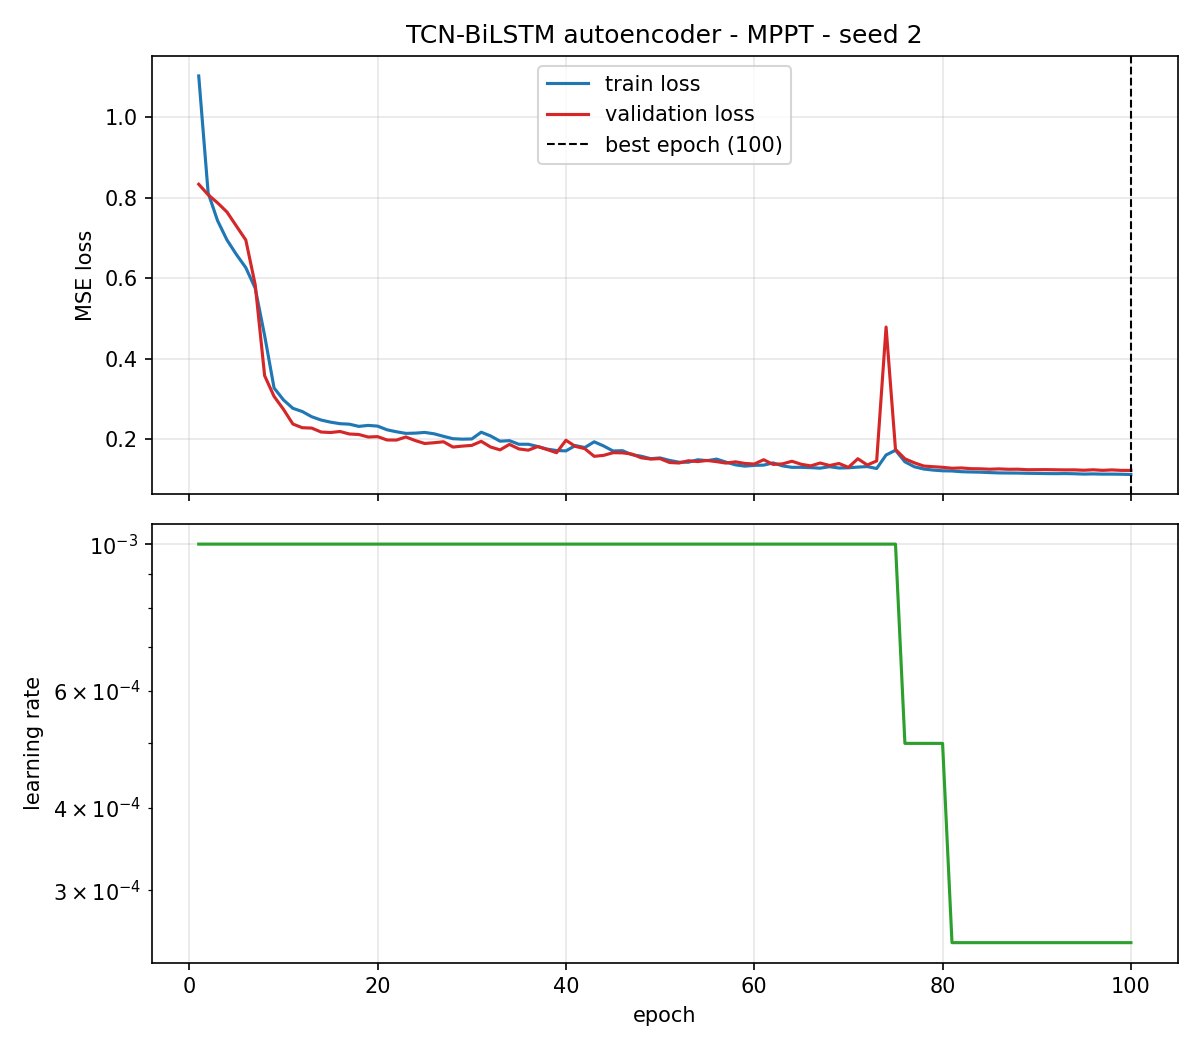 TCN-BiLSTM autoencoder - MPPT - seed 2
train loss
validation loss
best epoch (100)
MSE loss
1.0
0.8
0.6
0.4
0.2
learning rate
10⁻³
6 × 10⁻⁴
4 × 10⁻⁴
3 × 10⁻⁴
0 20 40 60 80 100
epoch